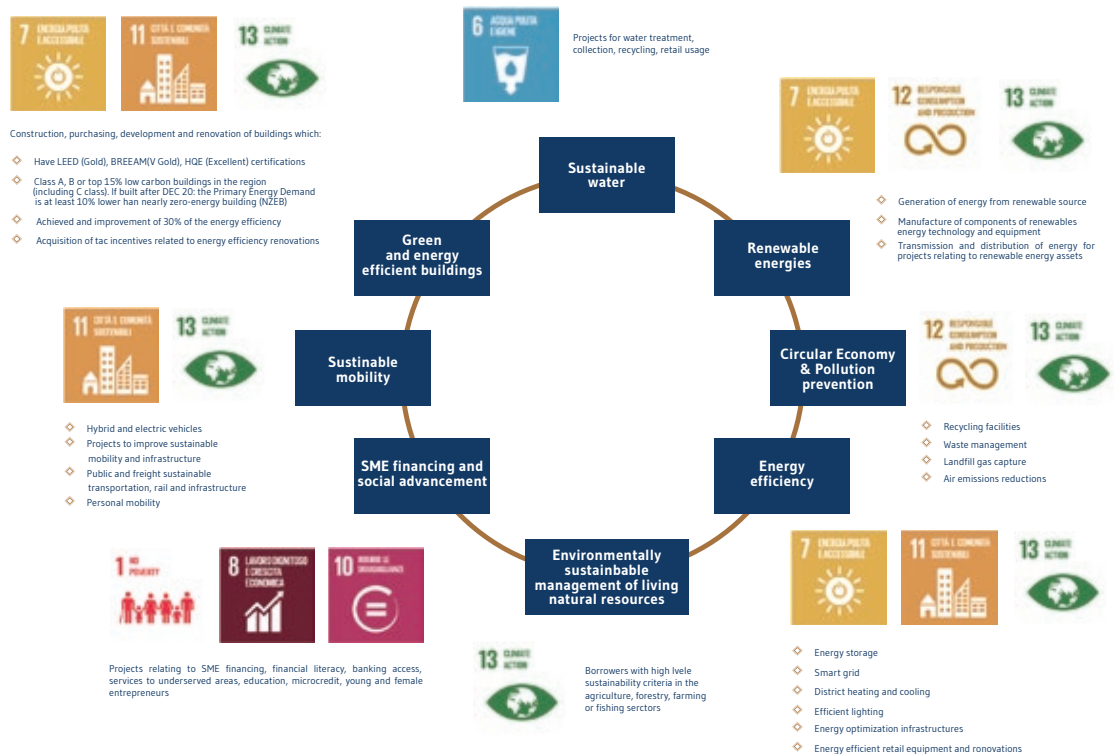 7 ENERGIA PULITA
E ACCESSIBILE
11 CITTÀ E COMUNITÀ
SOSTENIBILI
13 CLIMATE
ACTION
6 ACQUA PULITA
E IGIENE
Projects for water treatment,
collection, recycling, retail usage
7 ENERGIA PULITA
E ACCESSIBILE
12 RESPONSIBLE
CONSUMPTION
AND PRODUCTION
13 CLIMATE
ACTION
Construction, purchasing, development and renovation of buildings which:
Have LEED (Gold), BREEAM(V Gold), HQE (Excellent) certifications
Class A, B or top 15% low carbon buildings in the region
(including C class). If built after DEC 20: the Primary Energy Demand
is at least 10% lower han nearly zero-energy building (NZEB)
Achieved and improvement of 30% of the energy efficiency
Acquisition of tac incentives related to energy efficiency renovations
Sustainable
water
Generation of energy from renewable source
Manufacture of components of renewables
energy technology and equipment
Transmission and distribution of energy for
projects relating to renewable energy assets
Green
and energy
efficient buildings
Renewable
energies
11 CITTÀ E COMUNITÀ
SOSTENIBILI
13 CLIMATE
ACTION
Sustinable
mobility
Circular Economy
& Pollution
prevention
12 RESPONSIBLE
CONSUMPTION
AND PRODUCTION
13 CLIMATE
ACTION
Hybrid and electric vehicles
Projects to improve sustainable
mobility and infrastructure
Public and freight sustainable
transportation, rail and infrastructure
Personal mobility
Recycling facilities
Waste management
Landfill gas capture
Air emissions reductions
SME financing and
social advancement
Energy
efficiency
Environmentally
sustainbable
management of living
natural resources
1 NO
POVERTY
8 LAVORO DIGNITOSO
E CRESCITA
ECONOMICA
10 RIDURRE LE
DISUGUAGLIANZE
7 ENERGIA PULITA
E ACCESSIBILE
11 CITTÀ E COMUNITÀ
SOSTENIBILI
13 CLIMATE
ACTION
Projects relating to SME financing, financial literacy, banking access,
services to underserved areas, education, microcredit, young and female
entrepreneurs
13 CLIMATE
ACTION
Borrowers with high lvele
sustainability criteria in the
agriculture, forestry, farming
or fishing serctors
Energy storage
Smart grid
District heating and cooling
Efficient lighting
Energy optimization infrastructures
Energy efficient retail equipment and ronovations